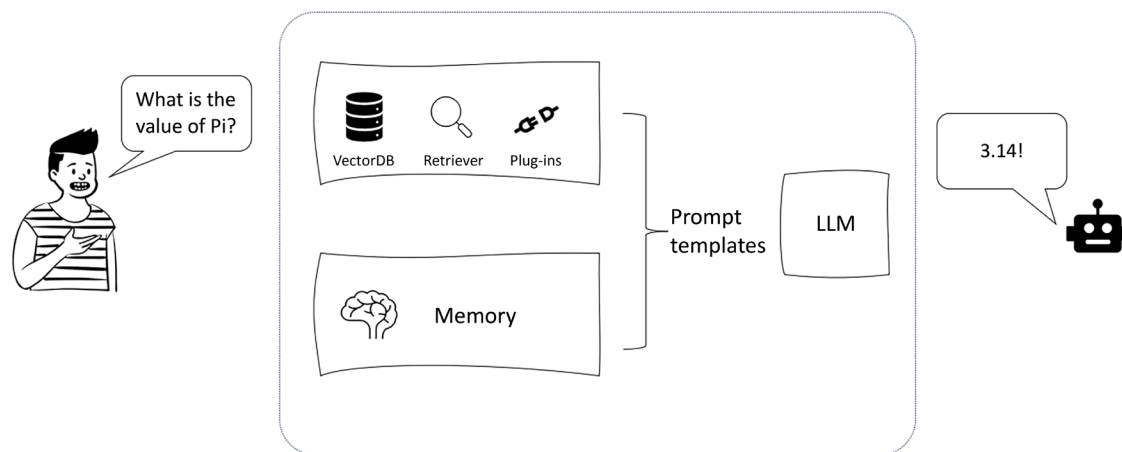 What is the
value of Pi?
VectorDB
Retriever
Plug-ins
Memory
Prompt
templates
LLM
3.14!